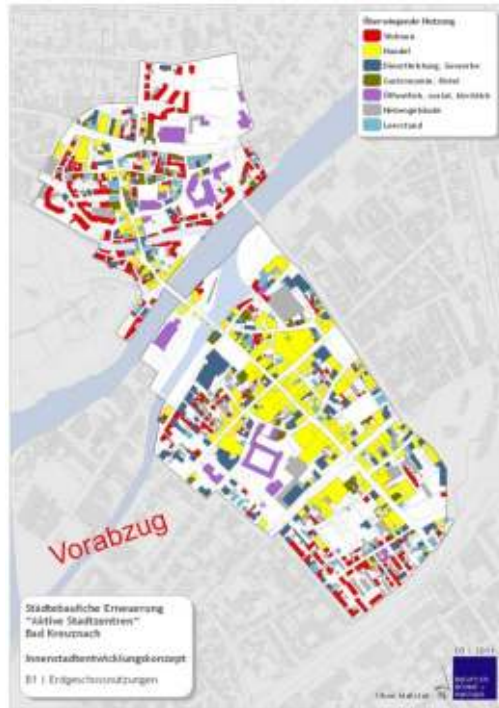 Überwiegende Nutzung
Wohnen
Handel
Dienstleistung, Gewerbe
Gastronomie, Hotel
Öffentlich, sozial, kirchlich
Nebengebäude
Leerstand
Vorabzug
Städtebauliche Erneuerung
"Aktive Stadtzentren"
Bad Kreuznach
Innenstadtentwicklungskonzept
B1 | Erdgeschossnutzungen